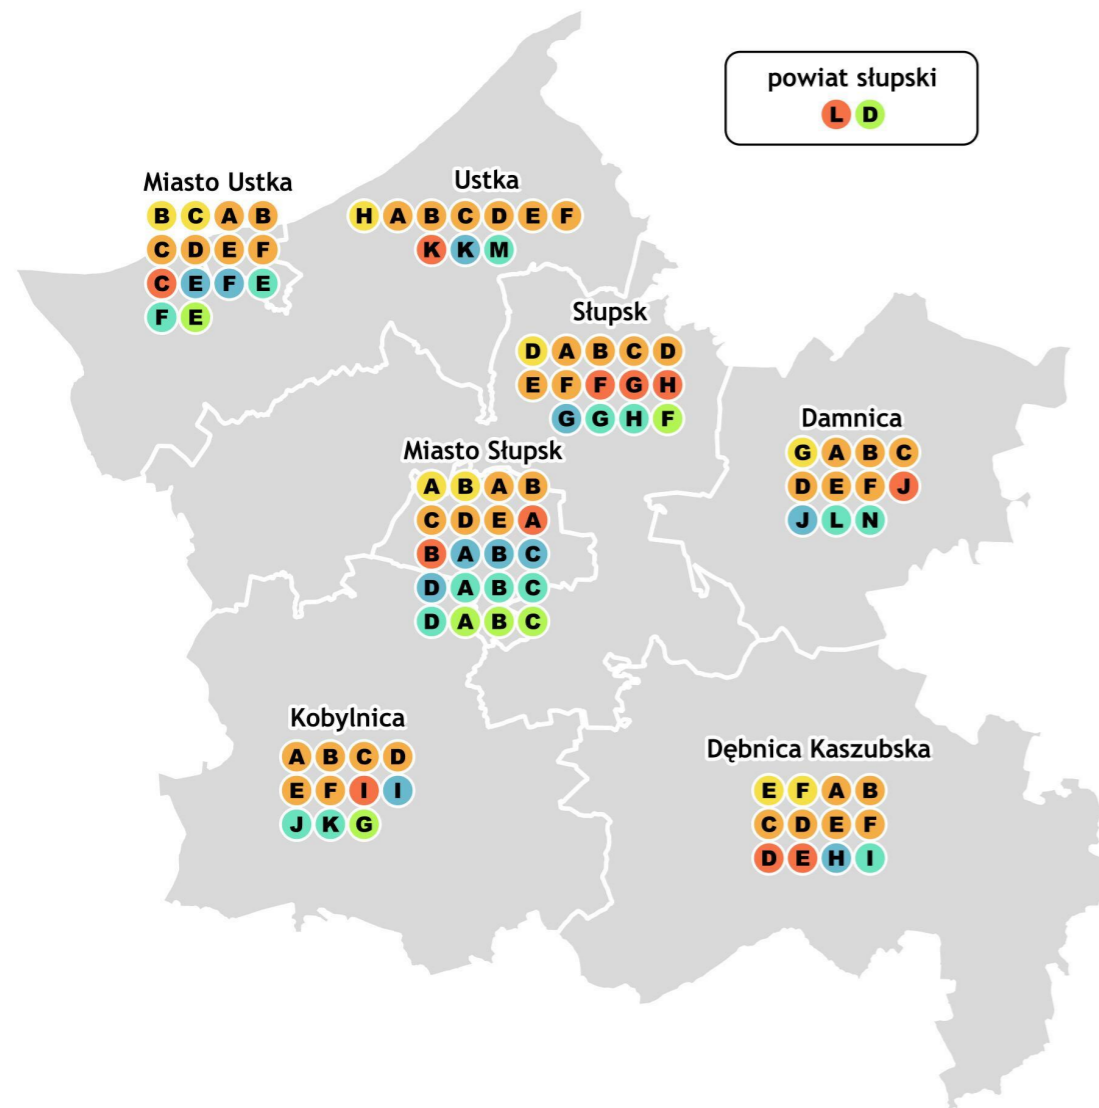 powiat słupski
L D
Miasto Ustka
B C A B
C D E F
C E F E
F E
Ustka
H A B C D E F
K K M
Słupsk
D A B C D
E F F G H
G G H F
Damnica
G A B C
D E F J
J L N
Miasto Słupsk
A B A B
C D E A
B A B C
D A B C
D A B C
Kobylnica
A B C D
E F I I
J K G
Dębnica Kaszubska
E F A B
C D E F
D E H I